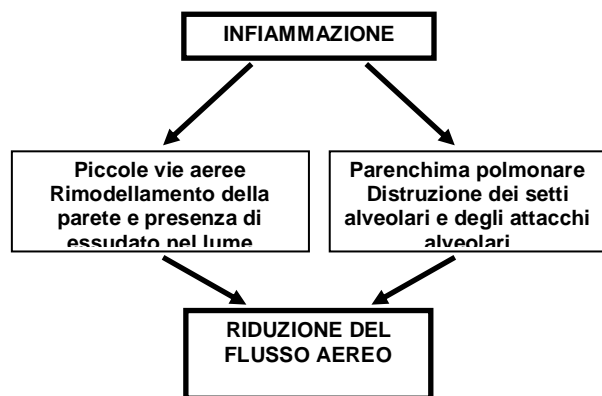 INFIAMMAZIONE
Piccole vie aeree
Rimodellamento della
parete e presenza di
essudato nel lume
Parenchima polmonare
Distruzione dei setti
alveolari e degli attacchi
alveolari
RIDUZIONE DEL
FLUSSO AEREO